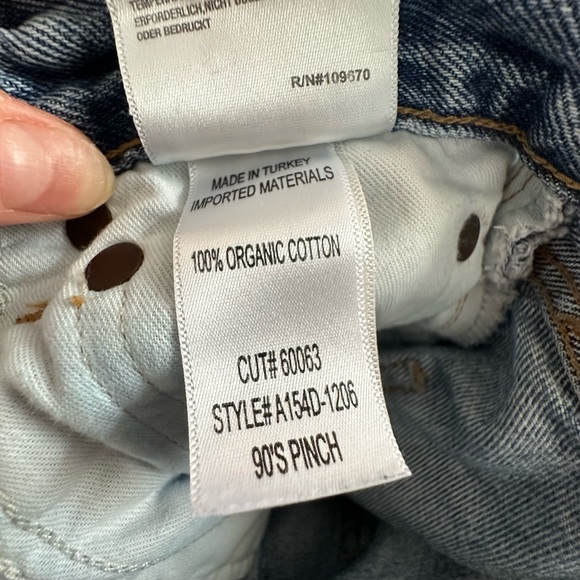 ERFORDERLICH,NICHT
ODER BEDRUCKT
R/N#109670
MADE IN TURKEY
IMPORTED MATERIALS
100% ORGANIC COTTON
CUT# 60063
STYLE# A154D-1206
90'S PINCH